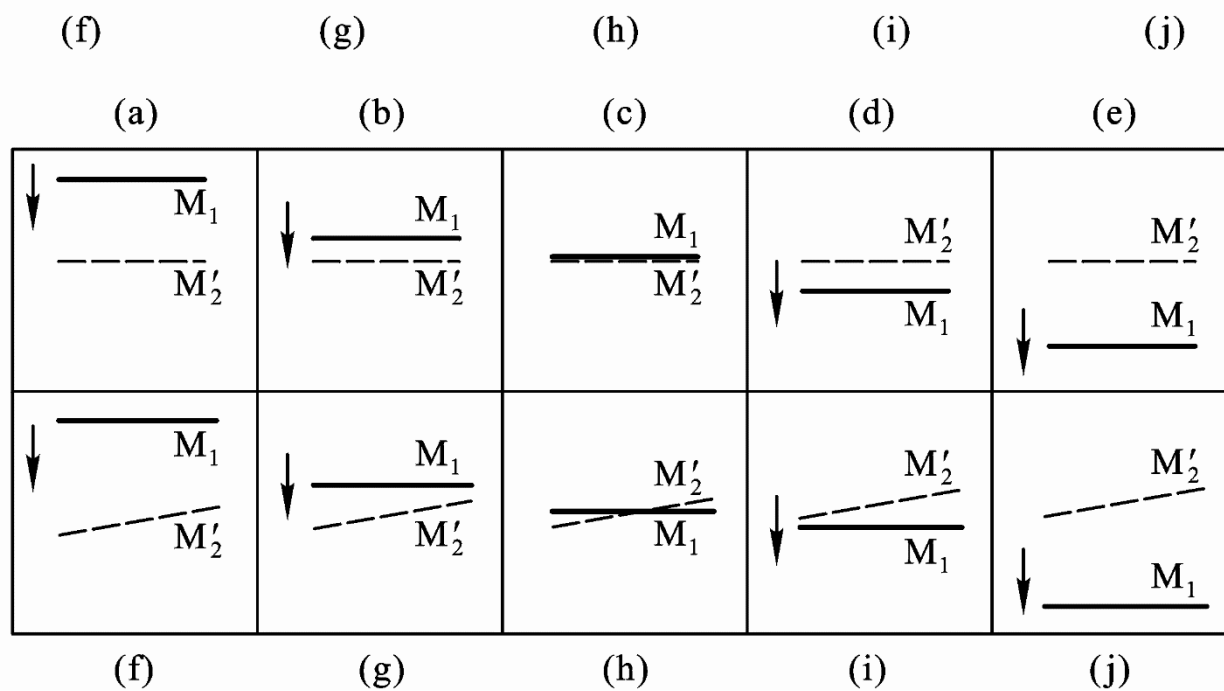 (f) (g) (h) (i) (j)
(a) (b) (c) (d) (e)
M₁ M₂′
M₁ M₂′
M₁ M₂′
M₂′ M₁
M₂′ M₁
M₁ M₂′
M₁ M₂′
M₂′ M₁
M₂′ M₁
M₂′ M₁
(f) (g) (h) (i) (j)